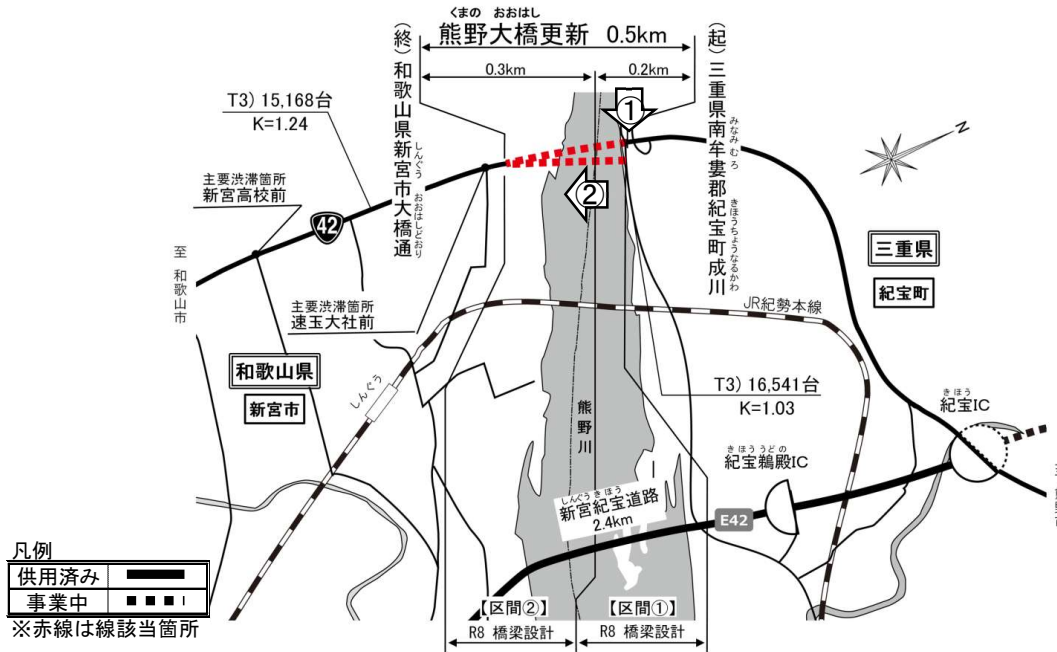 くまの おおはし
熊野大橋更新 0.5km
0.3km
0.2km
(終)和歌山県新宮市大橋通
しんぐう おおはしどおり
(起)三重県南牟婁郡紀宝町成川
みなみむろ きほうちょうなるかわ
T3) 15,168台
K=1.24
①
②
N
主要渋滞箇所
新宮高校前
42
至 和歌山市
主要渋滞箇所
速玉大社前
三重県
紀宝町
JR紀勢本線
和歌山県
新宮市
しんぐう
熊野川
T3) 16,541台
K=1.03
きほう
紀宝IC
きほううどの
紀宝鵜殿IC
しんぐうきほう
新宮紀宝道路
2.4km
E42
凡例
供用済み
事業中
※赤線は線該当箇所
【区間②】
【区間①】
R8 橋梁設計
R8 橋梁設計